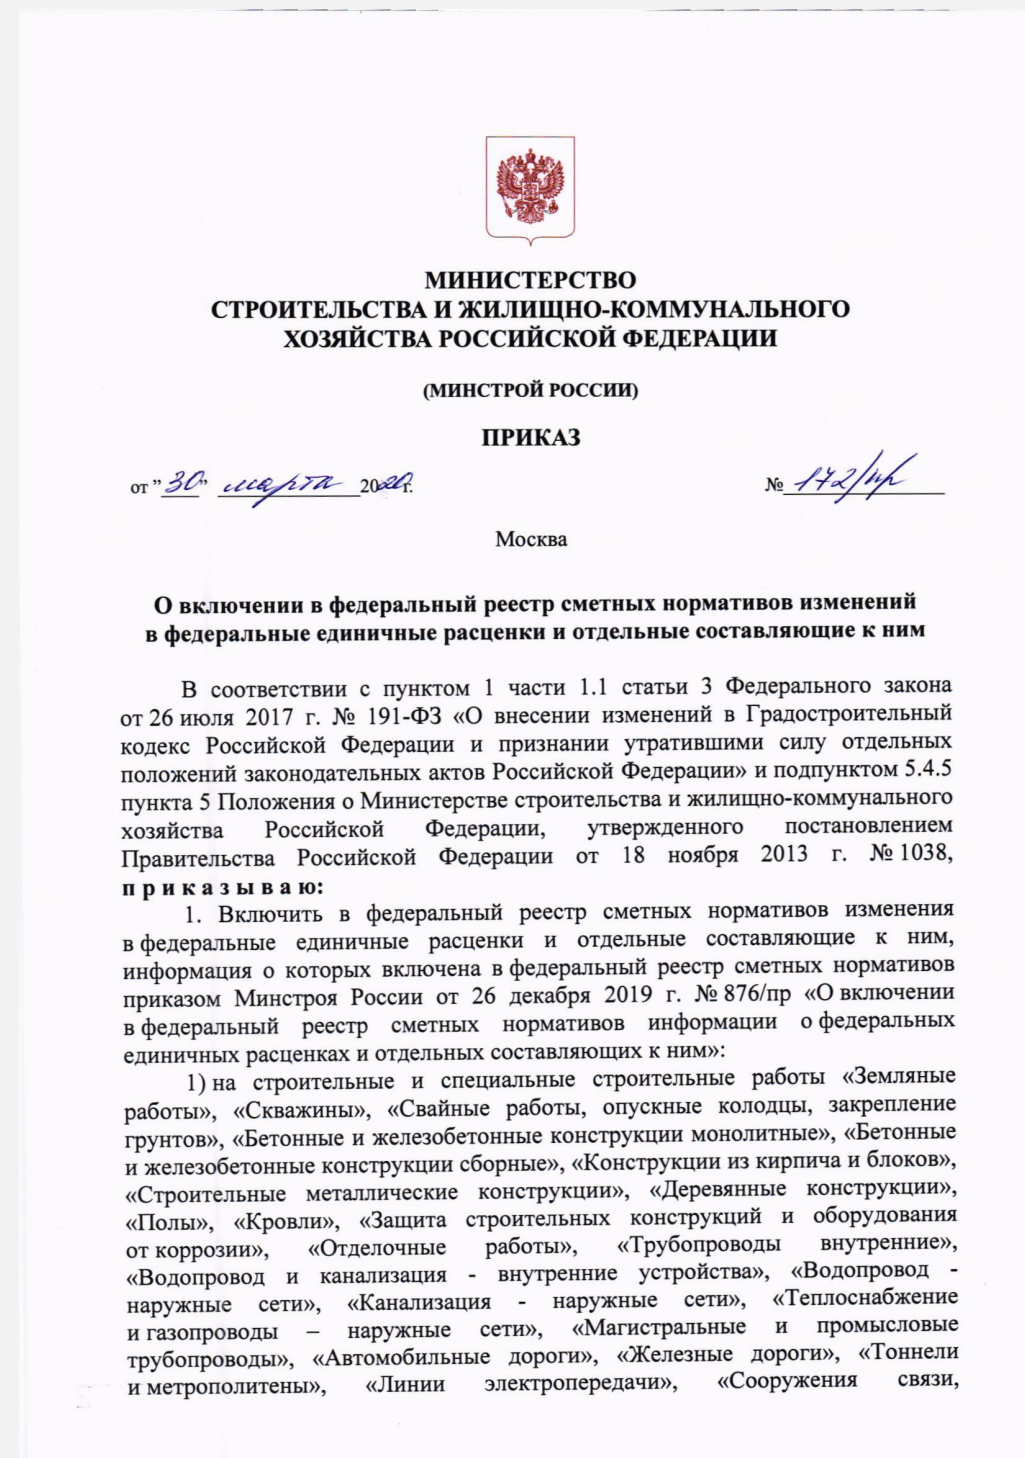 МИНИСТЕРСТВО
СТРОИТЕЛЬСТВА И ЖИЛИЩНО-КОММУНАЛЬНОГО
ХОЗЯЙСТВА РОССИЙСКОЙ ФЕДЕРАЦИИ
(МИНСТРОЙ РОССИИ)
ПРИКАЗ
от "30" марта 2020г. № 172/пр
Москва
О включении в федеральный реестр сметных нормативов изменений
в федеральные единичные расценки и отдельные составляющие к ним
В соответствии с пунктом 1 части 1.1 статьи 3 Федерального закона
от 26 июля 2017 г. № 191-ФЗ «О внесении изменений в Градостроительный
кодекс Российской Федерации и признании утратившими силу отдельных
положений законодательных актов Российской Федерации» и подпунктом 5.4.5
пункта 5 Положения о Министерстве строительства и жилищно-коммунального
хозяйства Российской Федерации, утвержденного постановлением
Правительства Российской Федерации от 18 ноября 2013 г. № 1038,
п р и к а з ы в а ю:
1. Включить в федеральный реестр сметных нормативов изменения
в федеральные единичные расценки и отдельные составляющие к ним,
информация о которых включена в федеральный реестр сметных нормативов
приказом Минстроя России от 26 декабря 2019 г. № 876/пр «О включении
в федеральный реестр сметных нормативов информации о федеральных
единичных расценках и отдельных составляющих к ним»:
1) на строительные и специальные строительные работы «Земляные
работы», «Скважины», «Свайные работы, опускные колодцы, закрепление
грунтов», «Бетонные и железобетонные конструкции монолитные», «Бетонные
и железобетонные конструкции сборные», «Конструкции из кирпича и блоков»,
«Строительные металлические конструкции», «Деревянные конструкции»,
«Полы», «Кровли», «Защита строительных конструкций и оборудования
от коррозии», «Отделочные работы», «Трубопроводы внутренние»,
«Водопровод и канализация - внутренние устройства», «Водопровод -
наружные сети», «Канализация - наружные сети», «Теплоснабжение
и газопроводы – наружные сети», «Магистральные и промысловые
трубопроводы», «Автомобильные дороги», «Железные дороги», «Тоннели
и метрополитены», «Линии электропередачи», «Сооружения связи,